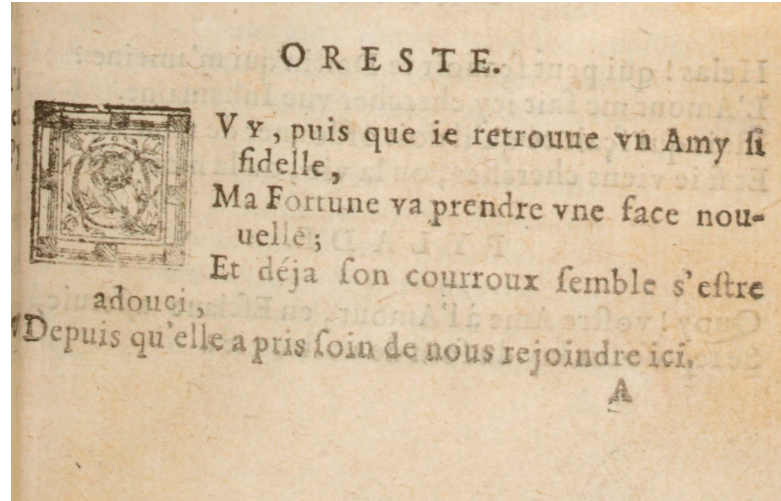 ORESTE.
OVY, puis que ie retrouue vn Amy ſi
fidelle,
Ma Fortune va prendre vne face nou-
uelle;
Et déja ſon courroux ſemble s'eſtre
adouci,
Depuis qu'elle a pris ſoin de nous rejoindre ici.
A